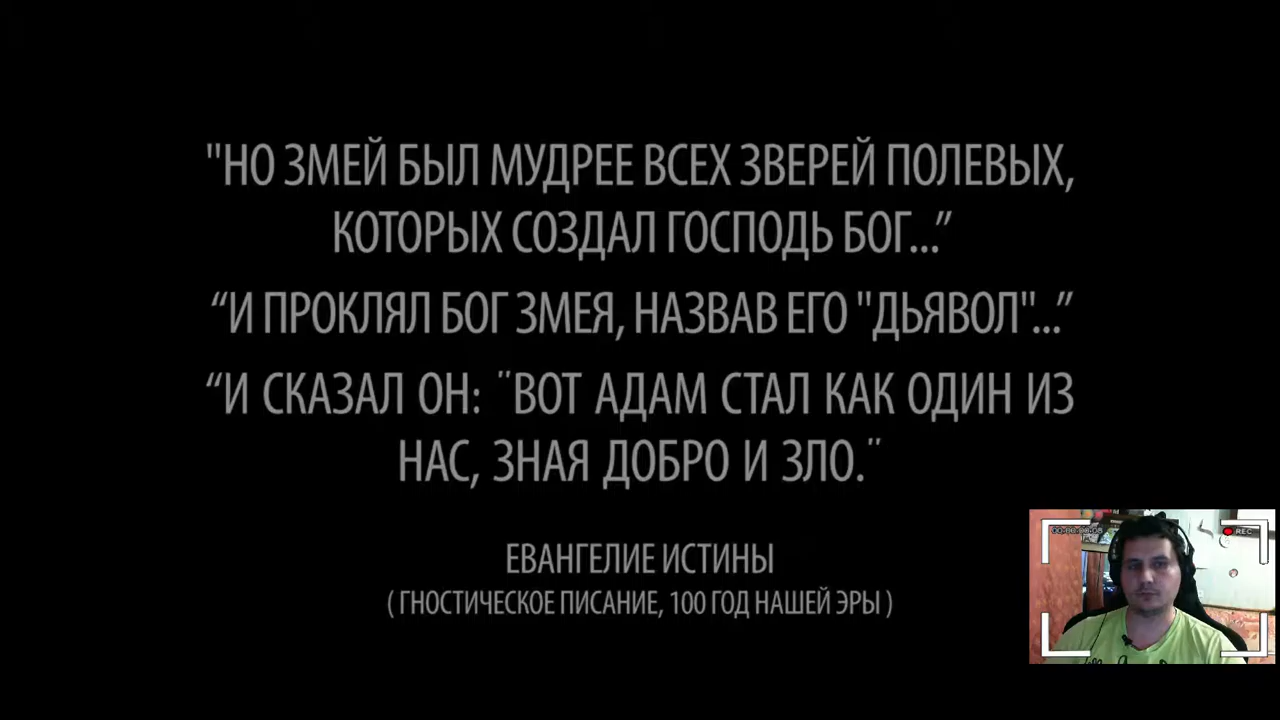 "НО ЗМЕЙ БЫЛ МУДРЕЕ ВСЕХ ЗВЕРЕЙ ПОЛЕВЫХ,
КОТОРЫХ СОЗДАЛ ГОСПОДЬ БОГ...”
“И ПРОКЛЯЛ БОГ ЗМЕЯ, НАЗВАВ ЕГО "ДЬЯВОЛ"...”
“И СКАЗАЛ ОН: ¨ВОТ АДАМ СТАЛ КАК ОДИН ИЗ
НАС, ЗНАЯ ДОБРО И ЗЛО.¨
ЕВАНГЕЛИЕ ИСТИНЫ
( ГНОСТИЧЕСКОЕ ПИСАНИЕ, 100 ГОД НАШЕЙ ЭРЫ )
REC